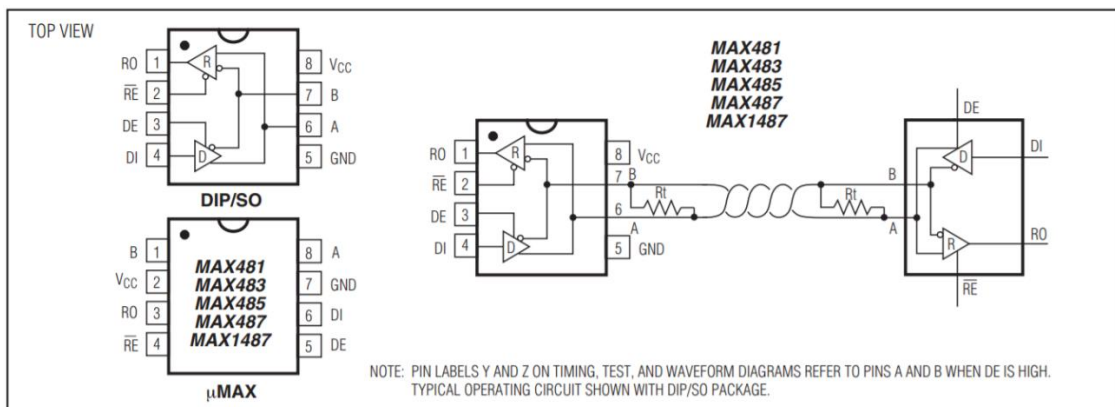 TOP VIEW
RO 1
R̅E̅ 2
DE 3
DI 4
R
D
8 VCC
7 B
6 A
5 GND
DIP/SO
B 1
VCC 2
RO 3
R̅E̅ 4
MAX481
MAX483
MAX485
MAX487
MAX1487
8 A
7 GND
6 DI
5 DE
μMAX
MAX481
MAX483
MAX485
MAX487
MAX1487
RO 1
R̅E̅ 2
DE 3
DI 4
R
D
8 VCC
7 B
6
A
5 GND
Rt
Rt
B
A
DE
D
DI
R
RO
R̅E̅
NOTE: PIN LABELS Y AND Z ON TIMING, TEST, AND WAVEFORM DIAGRAMS REFER TO PINS A AND B WHEN DE IS HIGH.
TYPICAL OPERATING CIRCUIT SHOWN WITH DIP/SO PACKAGE.